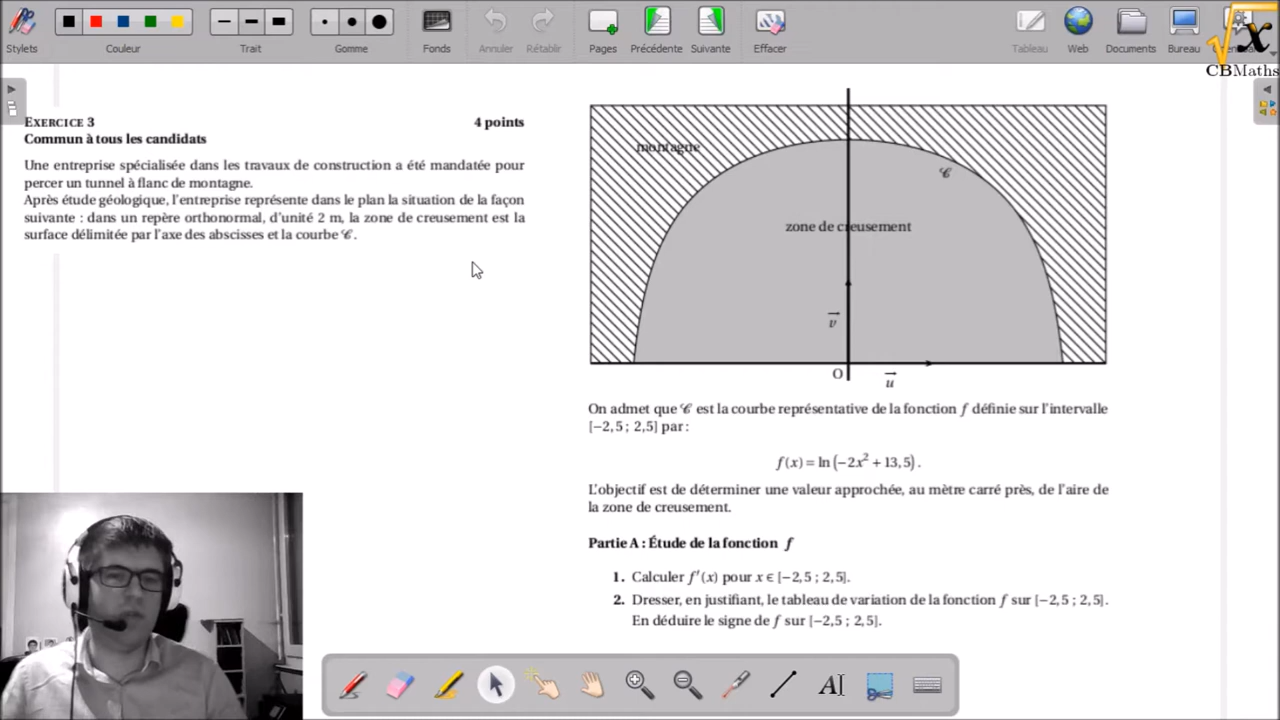 Stylets
Couleur
Trait
Gomme
Fonds
Annuler
Rétablir
Pages
Précédente
Suivante
Effacer
Tableau
Web
Documents
Bureau
CBMaths
EXERCICE 3 4 points
Commun à tous les candidats
Une entreprise spécialisée dans les travaux de construction a été mandatée pour
percer un tunnel à flanc de montagne.
Après étude géologique, l'entreprise représente dans le plan la situation de la façon
suivante : dans un repère orthonormal, d'unité 2 m, la zone de creusement est la
surface délimitée par l'axe des abscisses et la courbe 𝒞.
montagne
𝒞
zone de creusement
v
O
u
On admet que 𝒞 est la courbe représentative de la fonction f définie sur l'intervalle
[−2,5 ; 2,5] par :
f(x) = ln(−2x² + 13,5).
L'objectif est de déterminer une valeur approchée, au mètre carré près, de l'aire de
la zone de creusement.
Partie A : Étude de la fonction f
1. Calculer f′(x) pour x ∈ [−2,5 ; 2,5].
2. Dresser, en justifiant, le tableau de variation de la fonction f sur [−2,5 ; 2,5].
En déduire le signe de f sur [−2,5 ; 2,5].